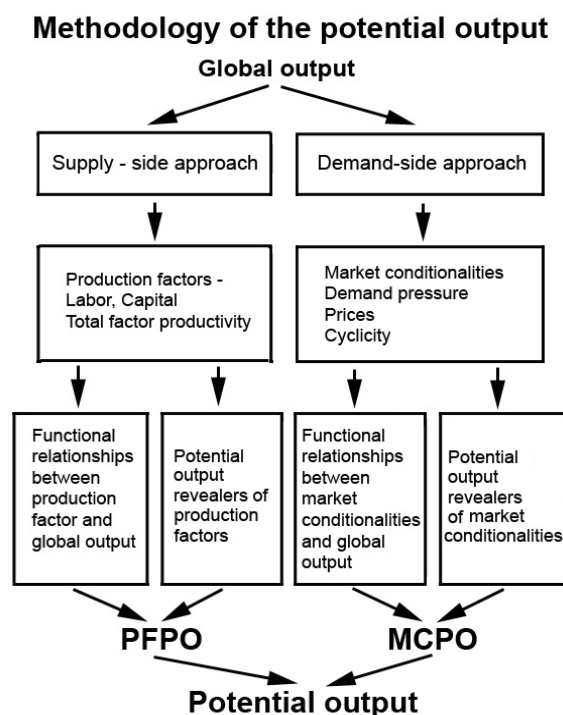 Methodology of the potential output
Global output
Supply - side approach
Demand-side approach
Production factors -
Labor, Capital
Total factor productivity
Market conditionalities
Demand pressure
Prices
Cyclicity
Functional
relationships
between
production
factor and
global output
Potential
output
revealers of
production
factors
Functional
relationships
between
market
conditionalities
and global
output
Potential
output
revealers
of market
conditionalities
PFPO
MCPO
Potential output